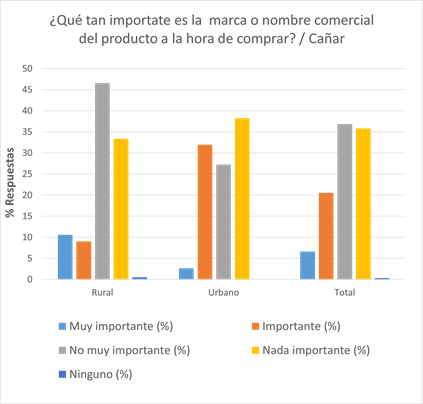 ¿Qué tan importate es la  marca o nombre comercial
del producto a la hora de comprar? / Cañar
% Respuestas
50
45
40
35
30
25
20
15
10
5
0
Rural Urbano Total
Muy importante (%) Importante (%)
No muy importante (%) Nada importante (%)
Ninguno (%)